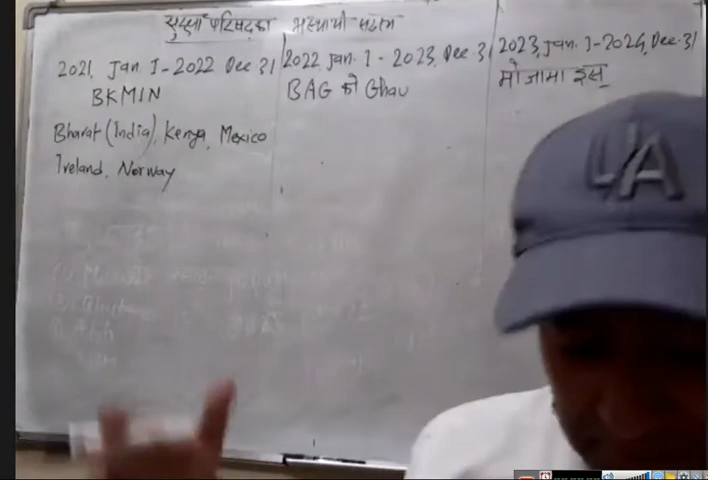 सुरक्षा परिषदका अस्थायी सदस्य
2021, Jan. 1-2022 Dec 31
BKMIN
Bharat (India), Kenya, Mexico
Ireland, Norway
2022 Jan. 1 - 2023, Dec. 31
BAG को Ghau
2023, Jan. 1-2024, Dec. 31
मोजामा इस्
LA